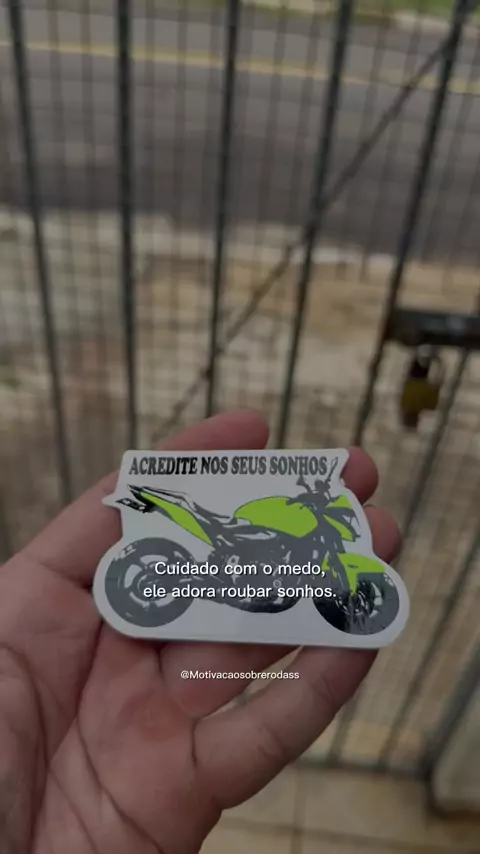 ACREDITE NOS SEUS SONHOS
Cuidado com o medo,
ele adora roubar sonhos.
@Motivacaosobrerodass